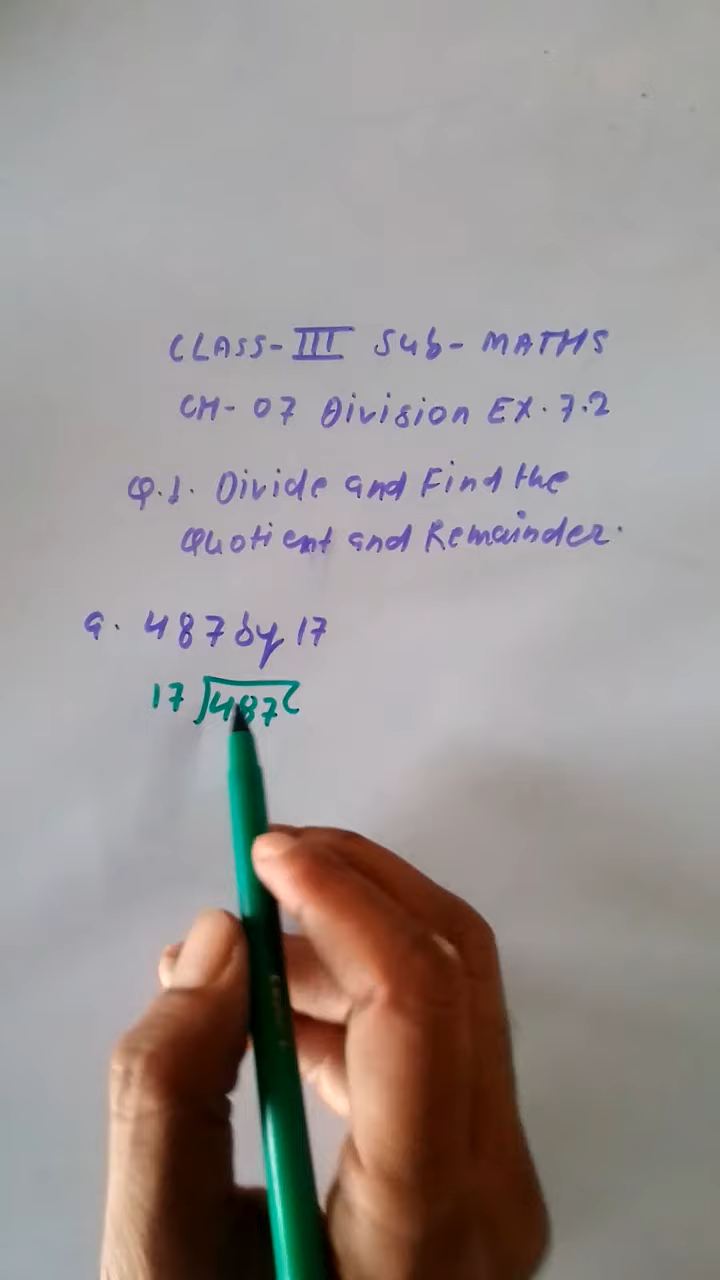 CLASS-III Sub- MATHS
CH- 07 Division EX. 7.2
Q.1. Divide and Find the
Quotient and Remainder.
a. 487 by 17
17)487(